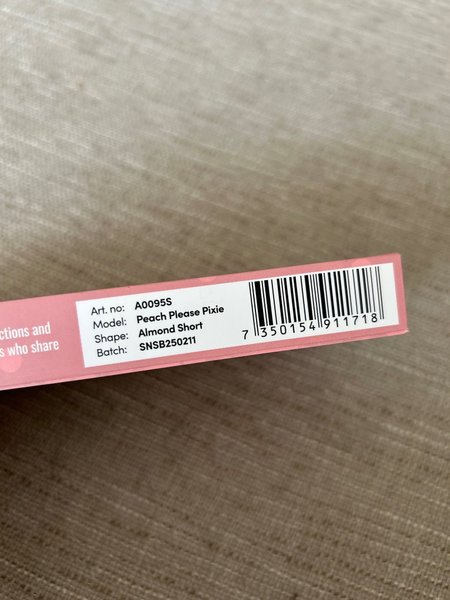 ctions and
s who share
Art. no: A0095S
Model: Peach Please Pixie
Shape: Almond Short
Batch: SNSB250211
7 350154 911718